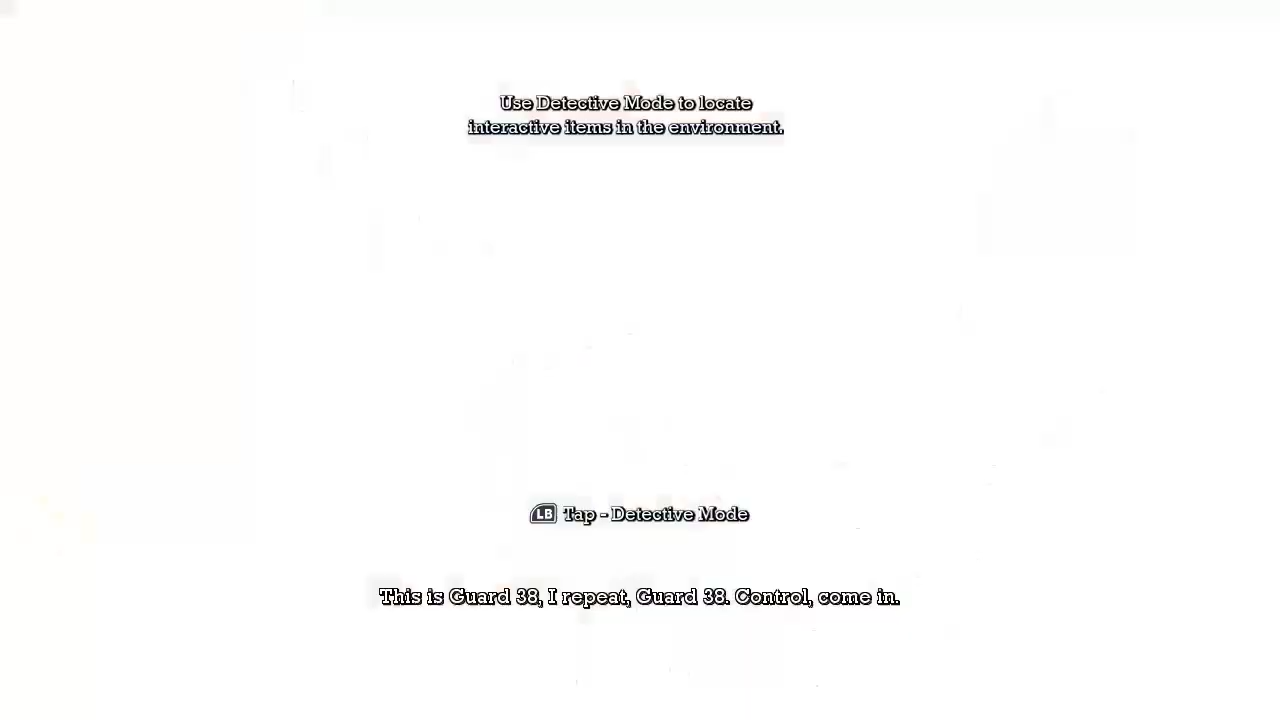 Use Detective Mode to locate
interactive items in the environment.
LB Tap - Detective Mode
This is Guard 38, I repeat, Guard 38. Control, come in.